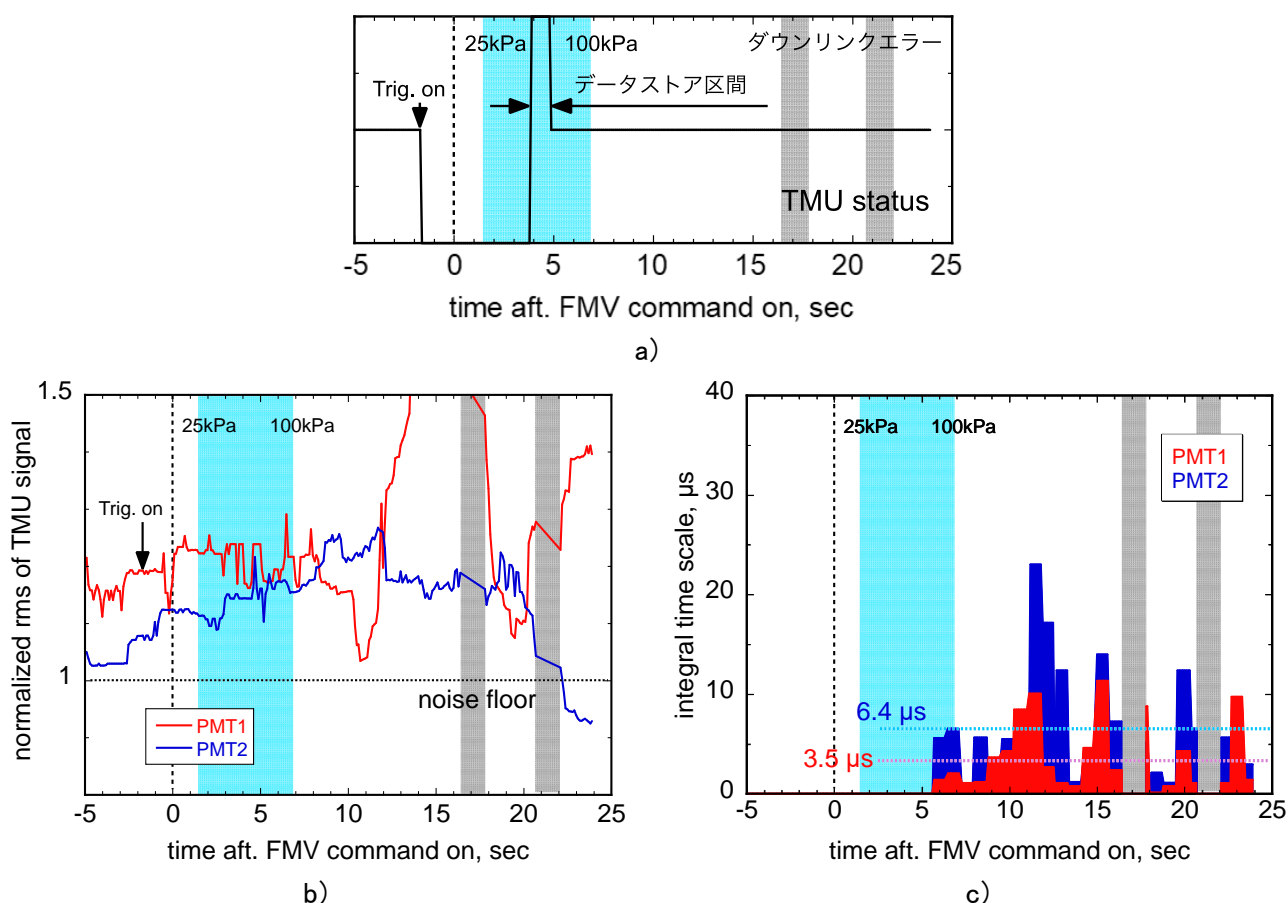 25kPa 100kPa ダウンリンクエラー
Trig. on データストア区間
TMU status
-5 0 5 10 15 20 25
time aft. FMV command on, sec
a)
1.5
25kPa 100kPa
Trig. on
1
noise floor
PMT1
PMT2
normalized rms of TMU signal
-5 0 5 10 15 20 25
time aft. FMV command on, sec
b)
40
25kPa 100kPa
PMT1
PMT2
30
20
10
6.4 µs
3.5 µs
0
integral time scale, µs
-5 0 5 10 15 20 25
time aft. FMV command on, sec
c)